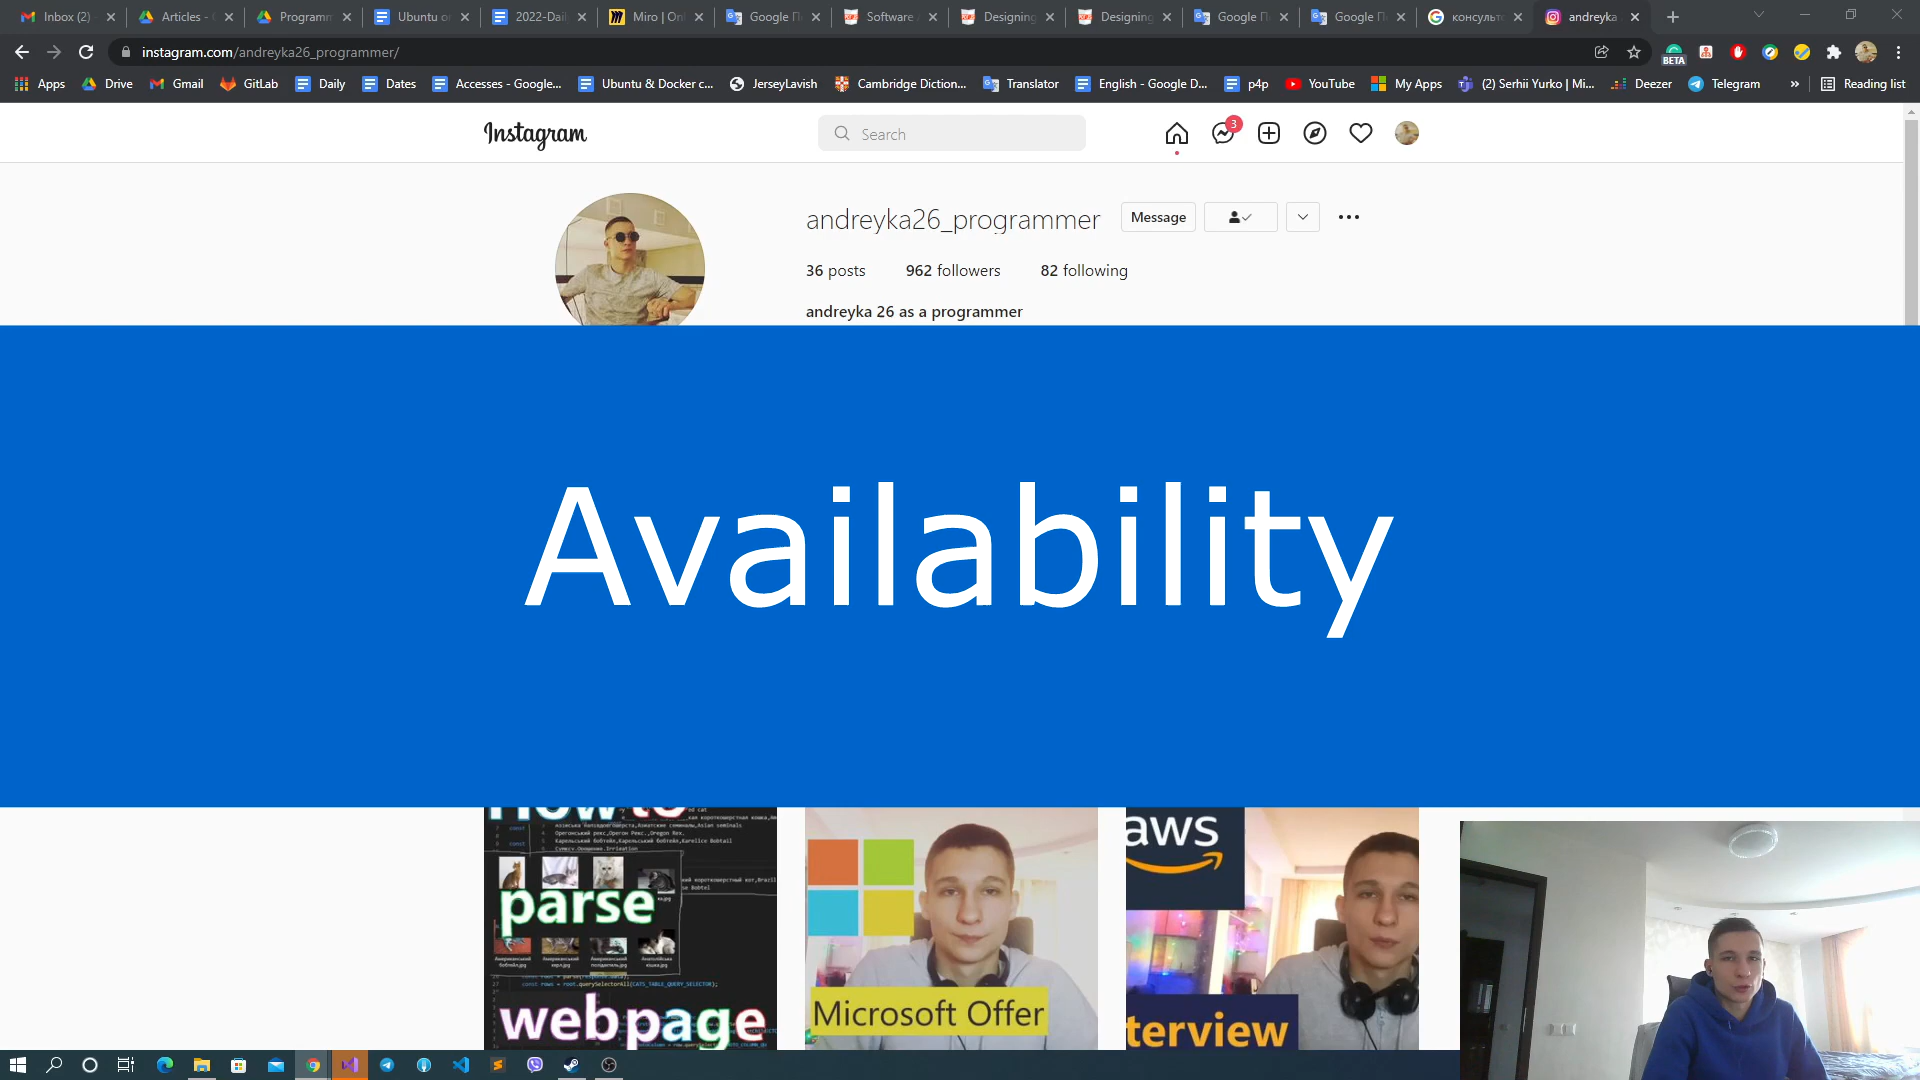 Inbox (2)
Articles -
Programm
Ubuntu o
2022-Dail
Miro | On
Google П
Software
Designing
Designing
Google П
Google П
консульт
andreyka
instagram.com/andreyka26_programmer/
BETA
Apps
Drive
Gmail
GitLab
Daily
Dates
Accesses - Google...
Ubuntu & Docker c...
JerseyLavish
Cambridge Diction...
Translator
English - Google D...
p4p
YouTube
My Apps
(2) Serhii Yurko | Mi...
Deezer
Telegram
»
Reading list
Instagram
Search
3
andreyka26_programmer
Message
36 posts
962 followers
82 following
andreyka 26 as a programmer
Availability
parse
webpage
Microsoft Offer
aws
terview